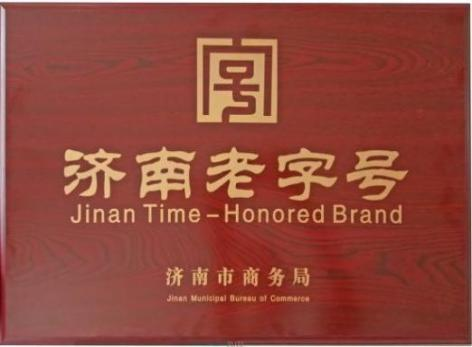 济南老字号
Jinan Time-Honored Brand
济南市商务局
Jinan Municipal Bureau of Commerce